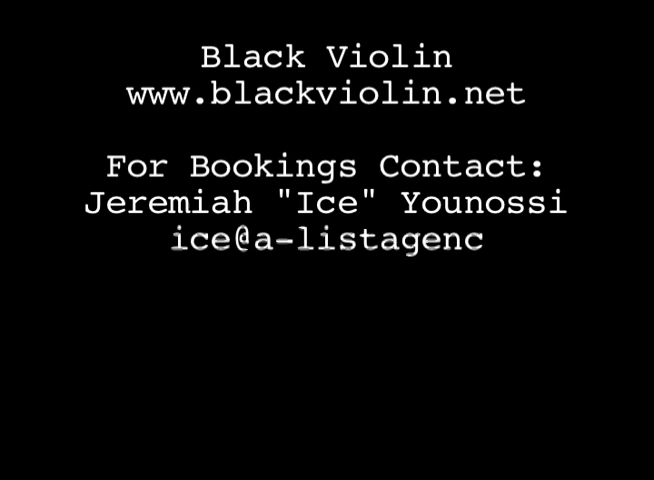 Black Violin
www.blackviolin.net
For Bookings Contact:
Jeremiah "Ice" Younossi
ice@a-listagenc